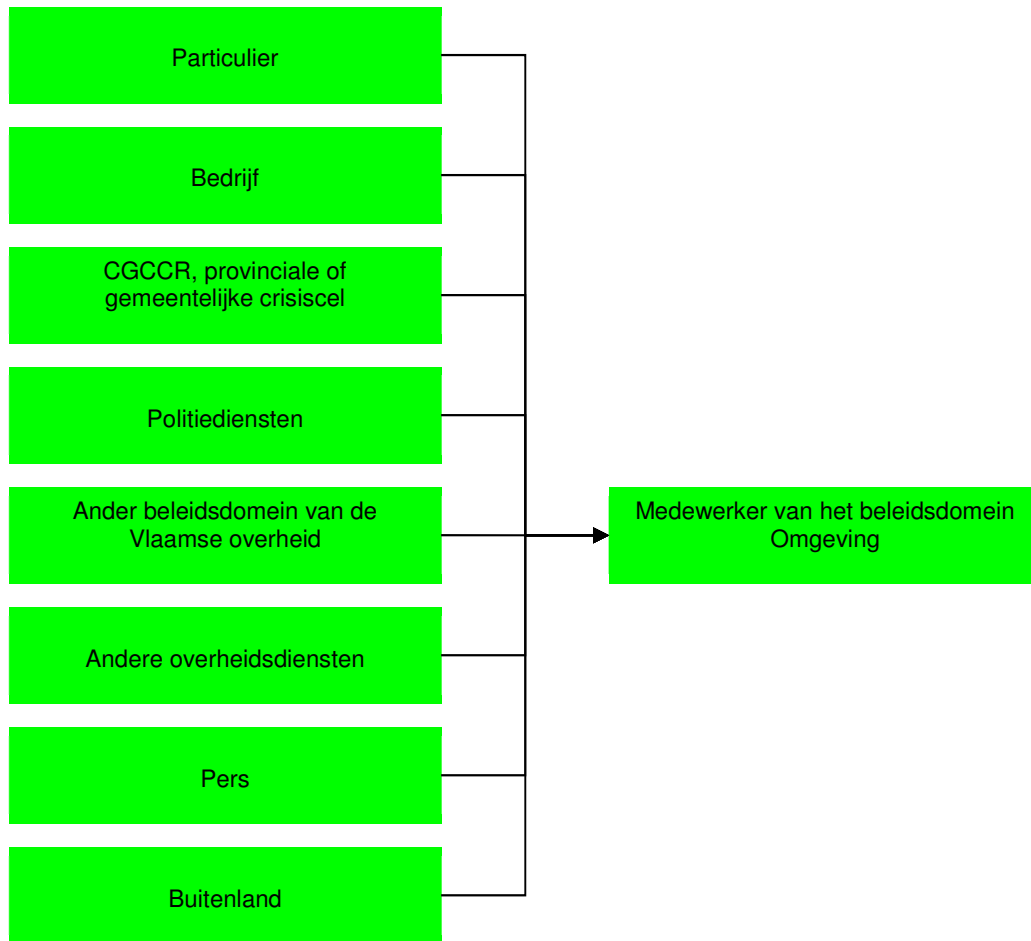 Particulier
Bedrijf
CGCCR, provinciale of
gemeentelijke crisiscel
Politiediensten
Ander beleidsdomein van de
Vlaamse overheid
Medewerker van het beleidsdomein
Omgeving
Andere overheidsdiensten
Pers
Buitenland